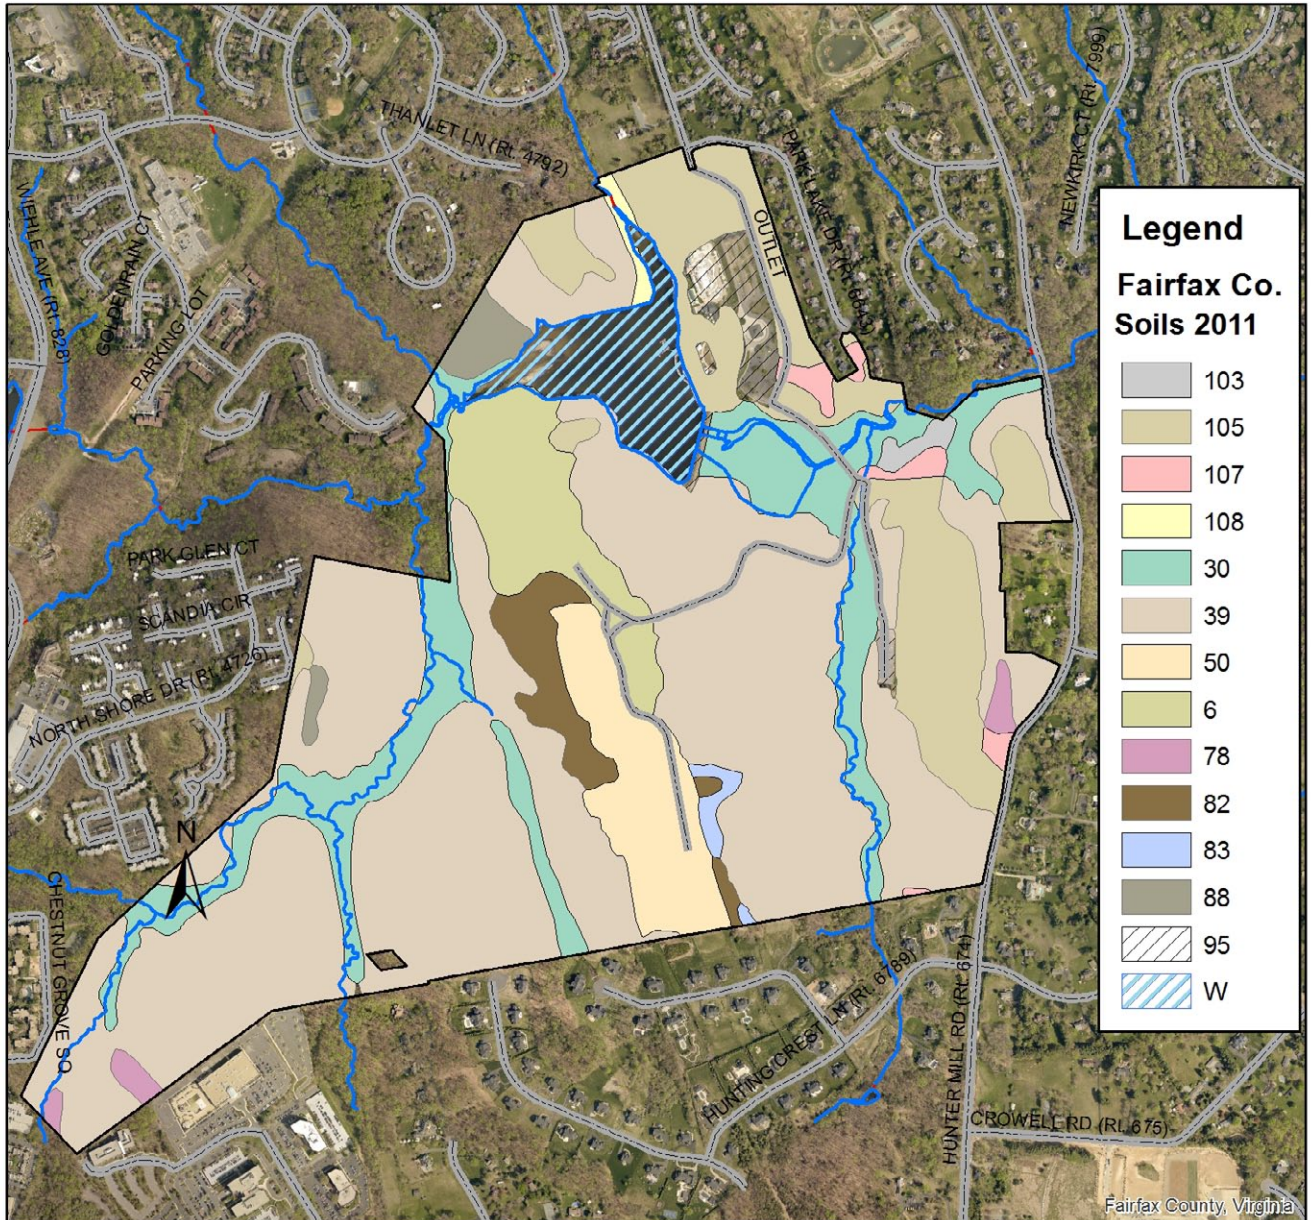 THANLET LN (Rt. 4792)
PARK LAKE DR (Rt. 6643)
NEWKIRK CT (Rt. 7999)
WIEHLE AVE (Rt. 828)
GOLDENRAIN CT
PARKING LOT
OUTLET
PARK GLEN CT
SCANDIA CIR
NORTH SHORE DR (Rt. 4726)
N
CHESTNUT GROVE SQ
HUNTING CREST LN (Rt. 6789)
HUNTER MILL RD (Rt. 674)
CROWELL RD (Rt. 675)
Legend
Fairfax Co.
Soils 2011
103
105
107
108
30
39
50
6
78
82
83
88
95
W
Fairfax County, Virginia